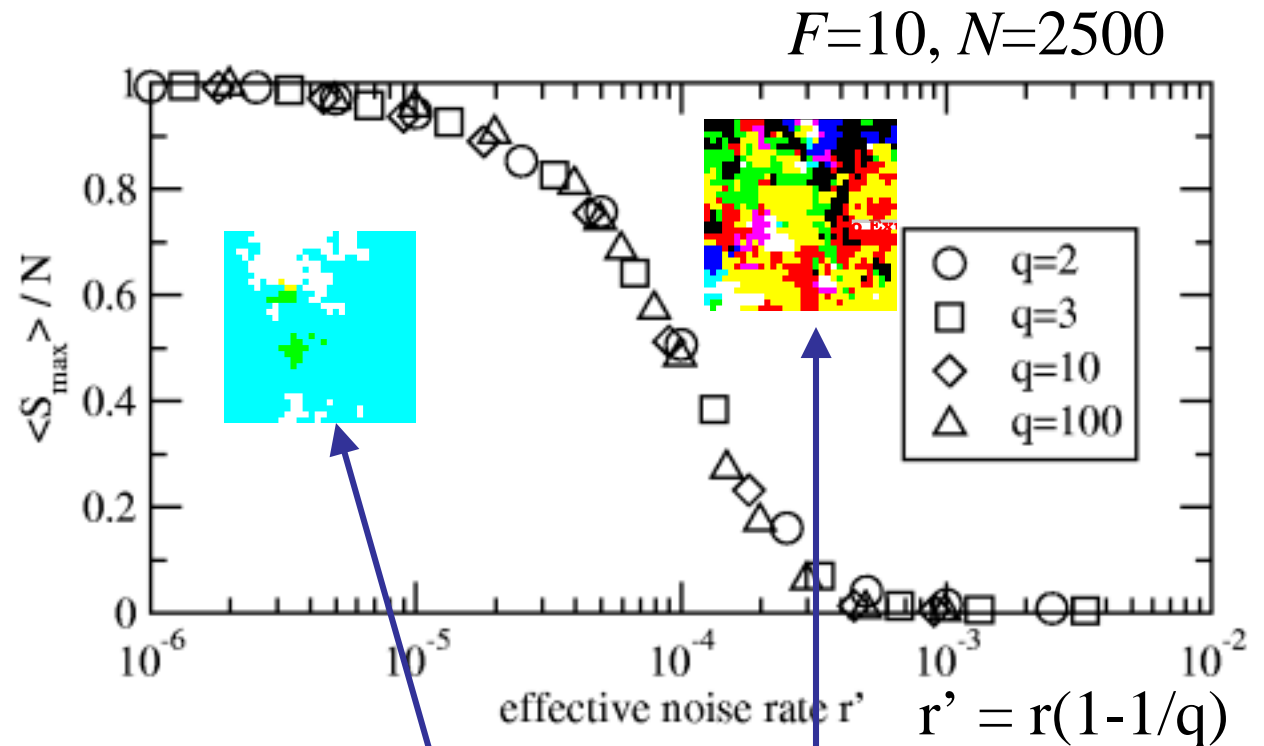 F=10, N=2500
<S_max> / N
1
0.8
0.6
0.4
0.2
0
10^-6
10^-5
10^-4
10^-3
10^-2
q=2
q=3
q=10
q=100
effective noise rate r'
r' = r(1-1/q)